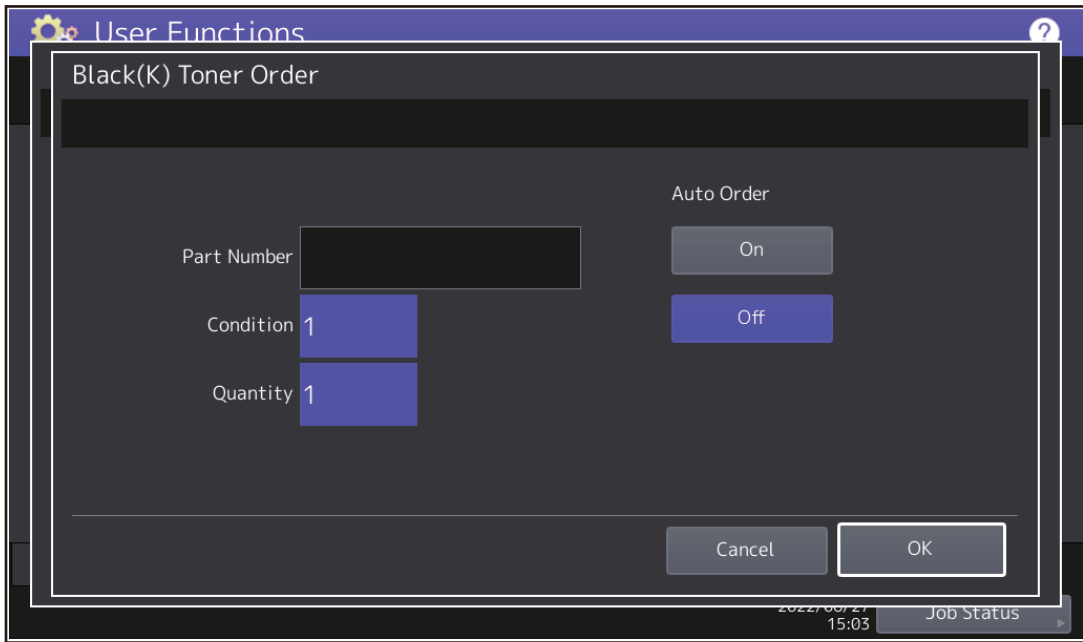 User Functions
?
Black(K) Toner Order
Auto Order
Part Number
On
Condition 1
Off
Quantity 1
Cancel
OK
15:03
Job Status